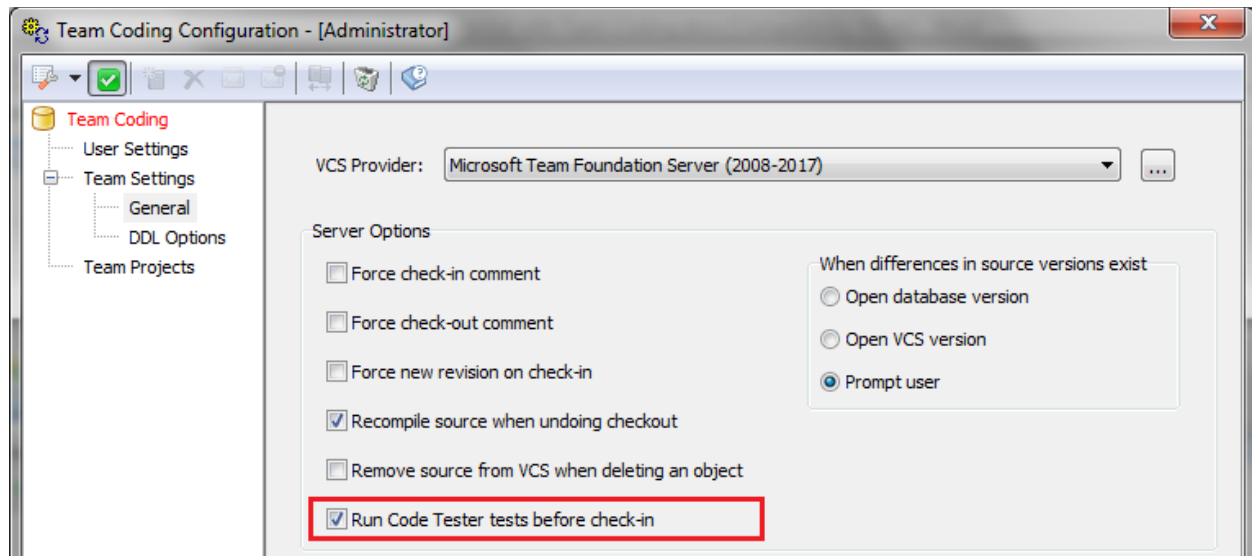 Team Coding Configuration - [Administrator]
Team Coding
User Settings
Team Settings
General
DDL Options
Team Projects
VCS Provider: Microsoft Team Foundation Server (2008-2017) ...
Server Options
Force check-in comment
Force check-out comment
Force new revision on check-in
Recompile source when undoing checkout
Remove source from VCS when deleting an object
Run Code Tester tests before check-in
When differences in source versions exist
Open database version
Open VCS version
Prompt user